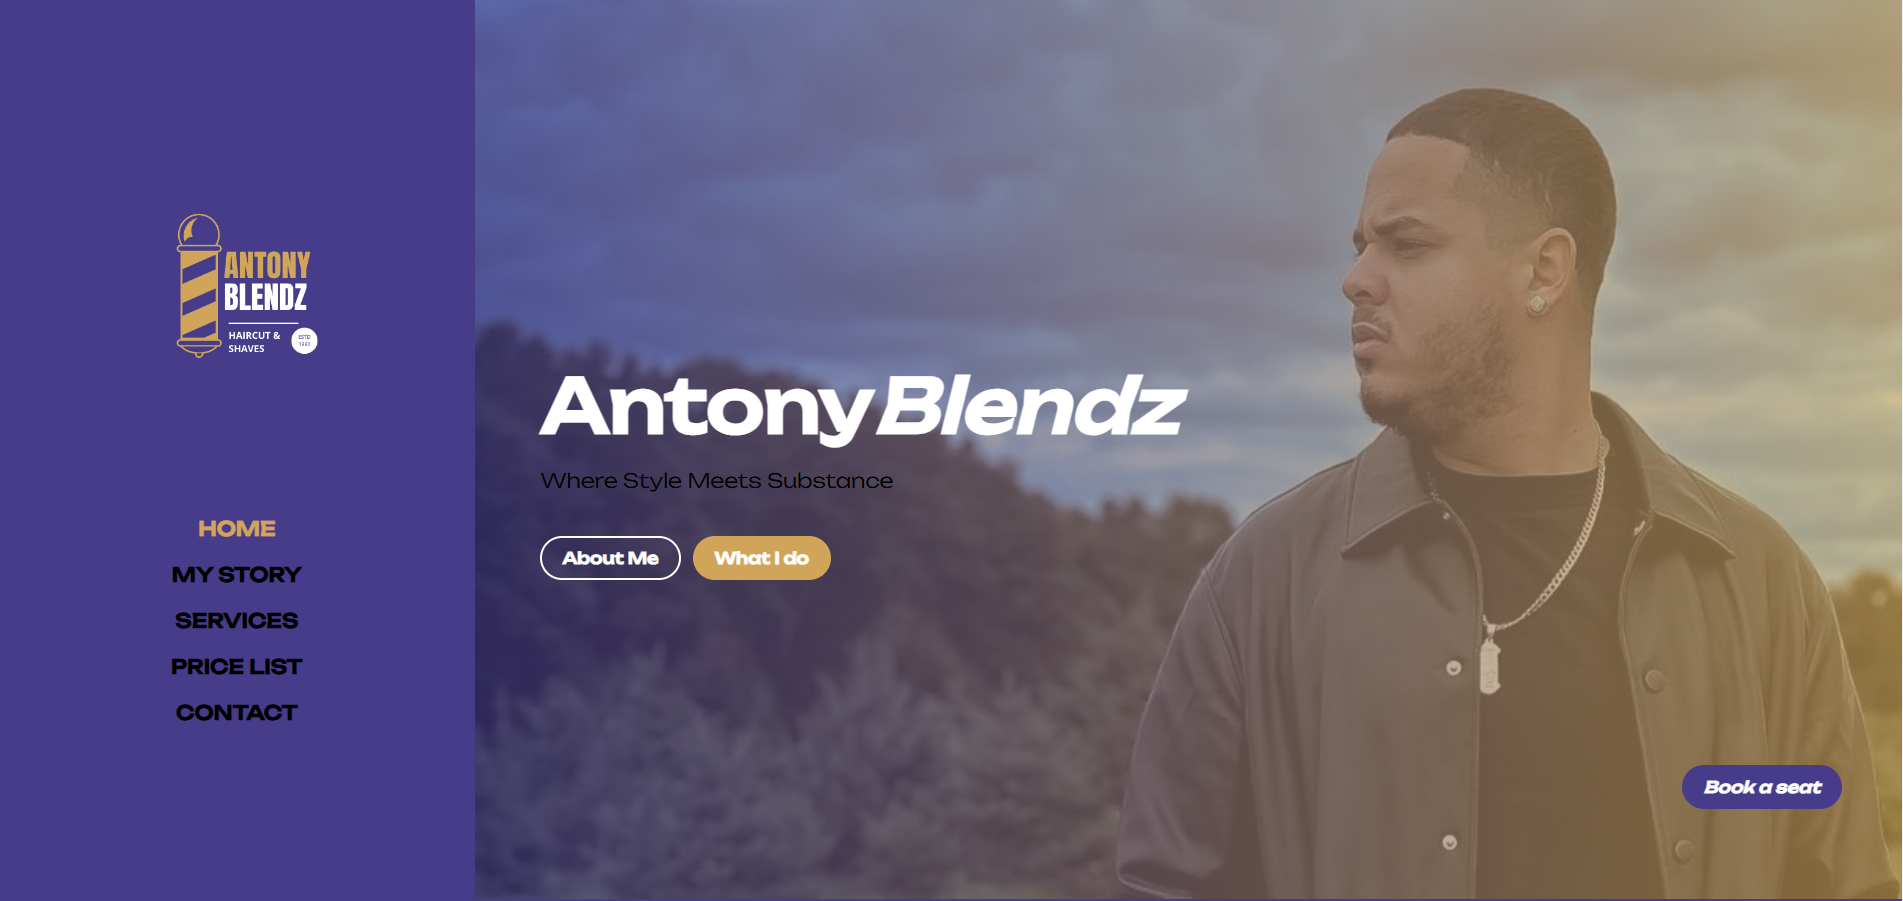 ANTONY
BLENDZ
HAIRCUT &
SHAVES
ESTD
1990
HOME
MY STORY
SERVICES
PRICE LIST
CONTACT
Antony Blendz
Where Style Meets Substance
About Me
What I do
Book a seat